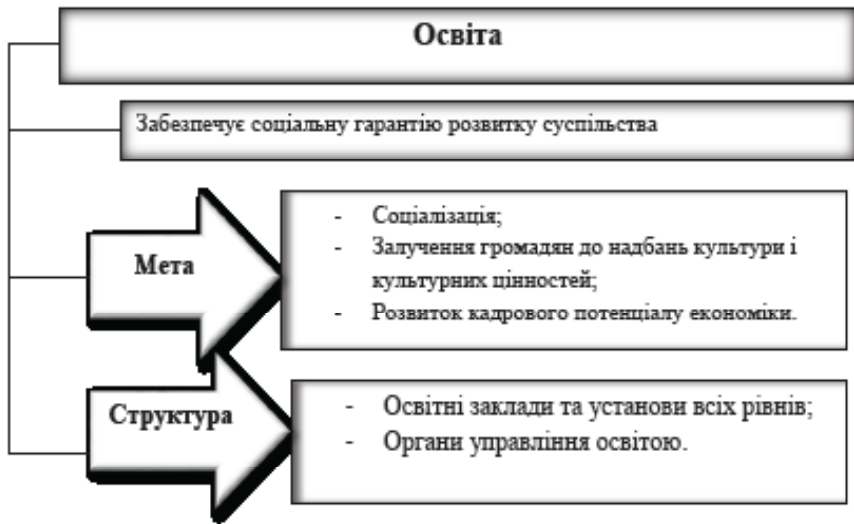 Освіта
Забезпечує соціальну гарантію розвитку суспільства
Мета
- Соціалізація;
- Залучення громадян до надбань культури і
культурних цінностей;
- Розвиток кадрового потенціалу економіки.
Структура
- Освітні заклади та установи всіх рівнів;
- Органи управління освітою.